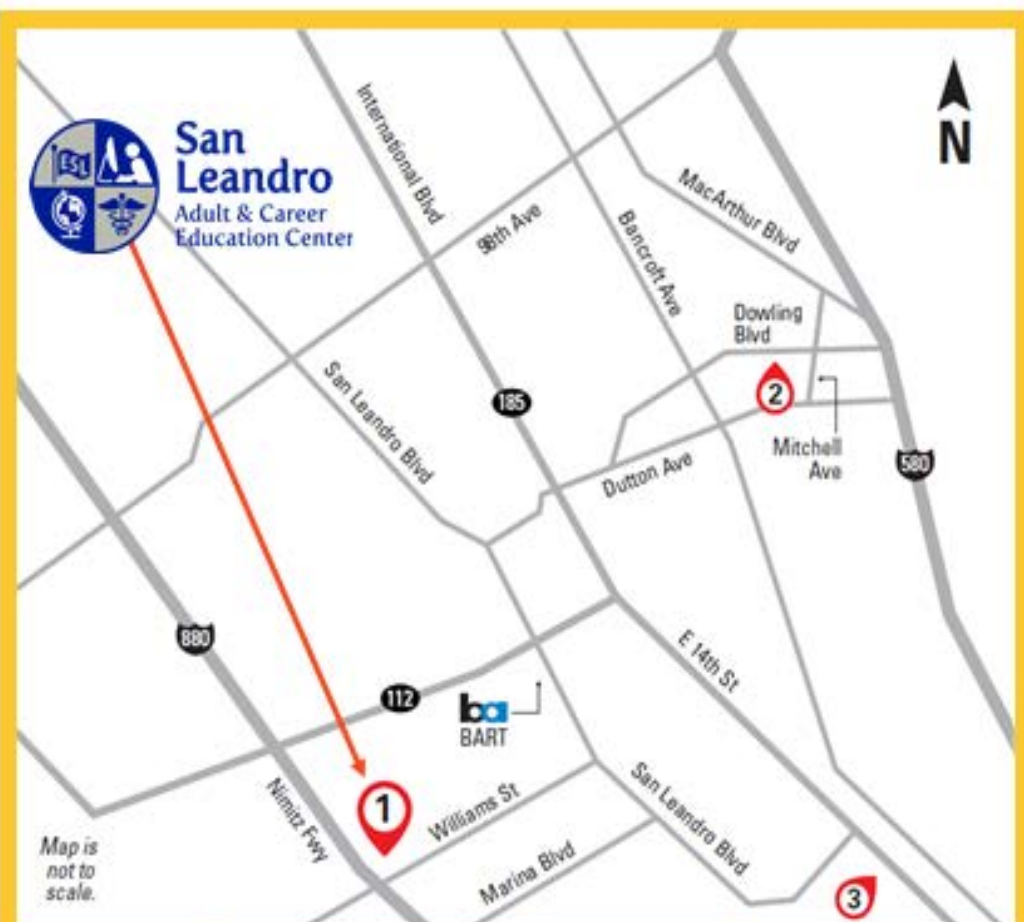 N
ESL
San
Leandro
Adult & Career
Education Center
International Blvd
98th Ave
MacArthur Blvd
Bancroft Ave
Dowling
Blvd
San Leandro Blvd
185
2
Mitchell
Ave
Dutton Ave
580
880
E 14th St
112
ba
BART
Nimitz Fwy
1
Williams St
San Leandro Blvd
Marina Blvd
Map is
not to
scale.
3